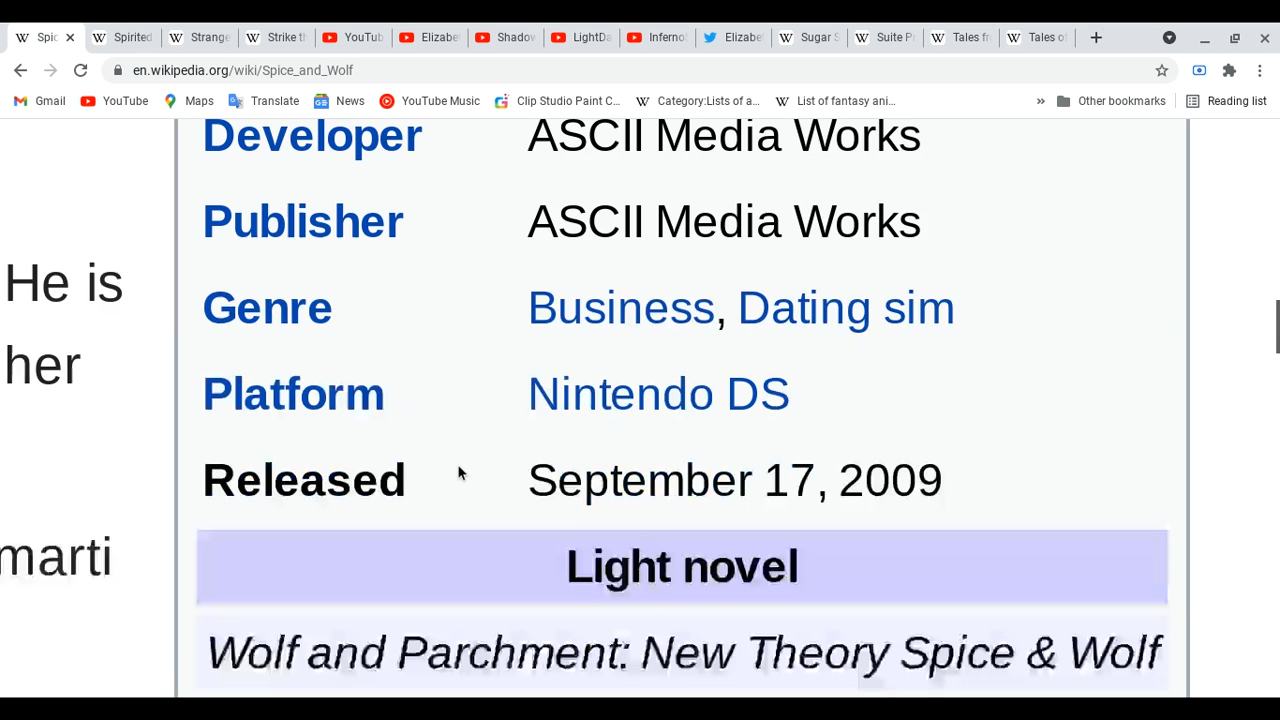 Spic
Spirited
Strange
Strike t
YouTub
Elizabe
Shadow
LightDa
Inferno
Elizabe
Sugar S
Suite P
Tales fr
Tales of
en.wikipedia.org/wiki/Spice_and_Wolf
Gmail
YouTube
Maps
Translate
News
YouTube Music
Clip Studio Paint C...
Category:Lists of a...
List of fantasy ani...
»
Other bookmarks
Reading list
Developer ASCII Media Works
Publisher ASCII Media Works
He is
Genre Business, Dating sim
her
Platform Nintendo DS
Released September 17, 2009
marti
Light novel
Wolf and Parchment: New Theory Spice & Wolf